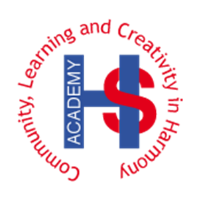 Community, Learning and Creativity in Harmony
ACADEMY
HS